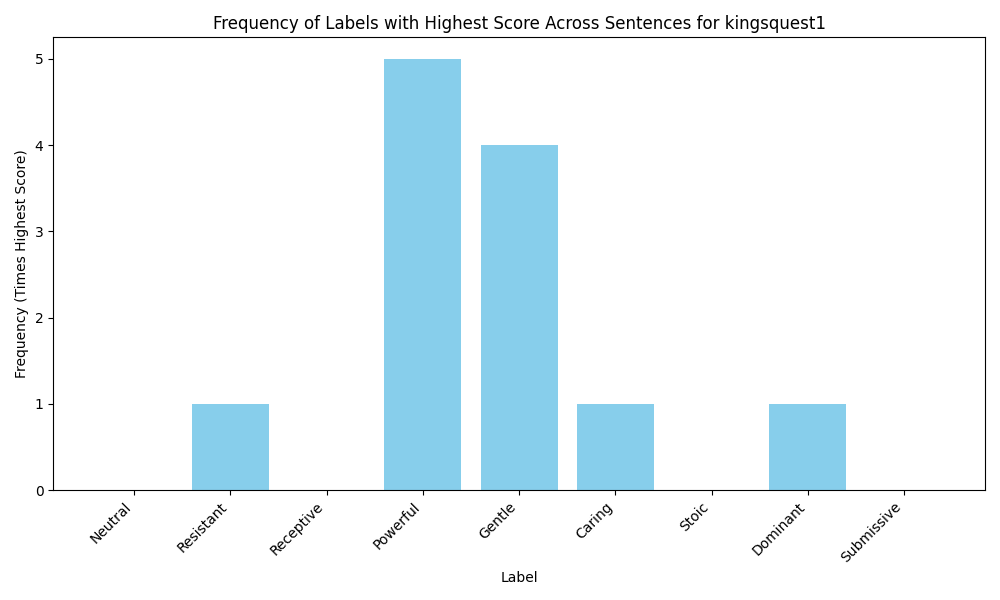 Frequency of Labels with Highest Score Across Sentences for kingsquest1
Frequency (Times Highest Score)
5
4
3
2
1
0
Neutral
Resistant
Receptive
Powerful
Gentle
Caring
Stoic
Dominant
Submissive
Label